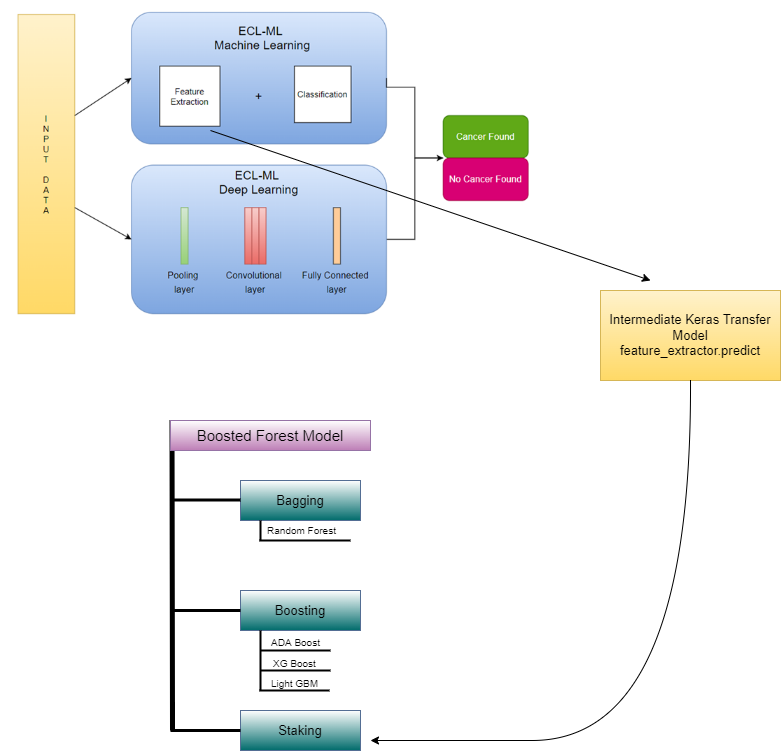 INPUT DATA
ECL-ML
Machine Learning
Feature
Extraction
+
Classification
ECL-ML
Deep Learning
Pooling
layer
Convolutional
layer
Fully Connected
layer
Cancer Found
No Cancer Found
Intermediate Keras Transfer
Model
feature_extractor.predict
Boosted Forest Model
Bagging
Random Forest
Boosting
ADA Boost
XG Boost
Light GBM
Staking